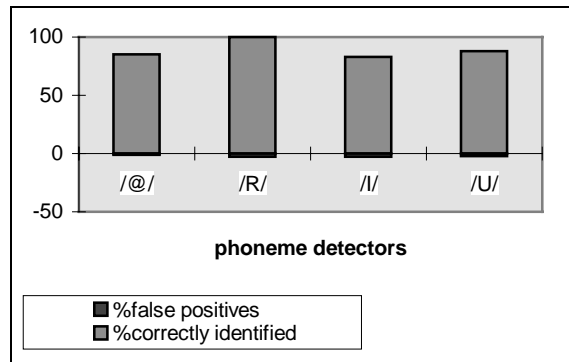 100
50
0
-50
/@/ /R/ /I/ /U/
phoneme detectors
%false positives
%correctly identified